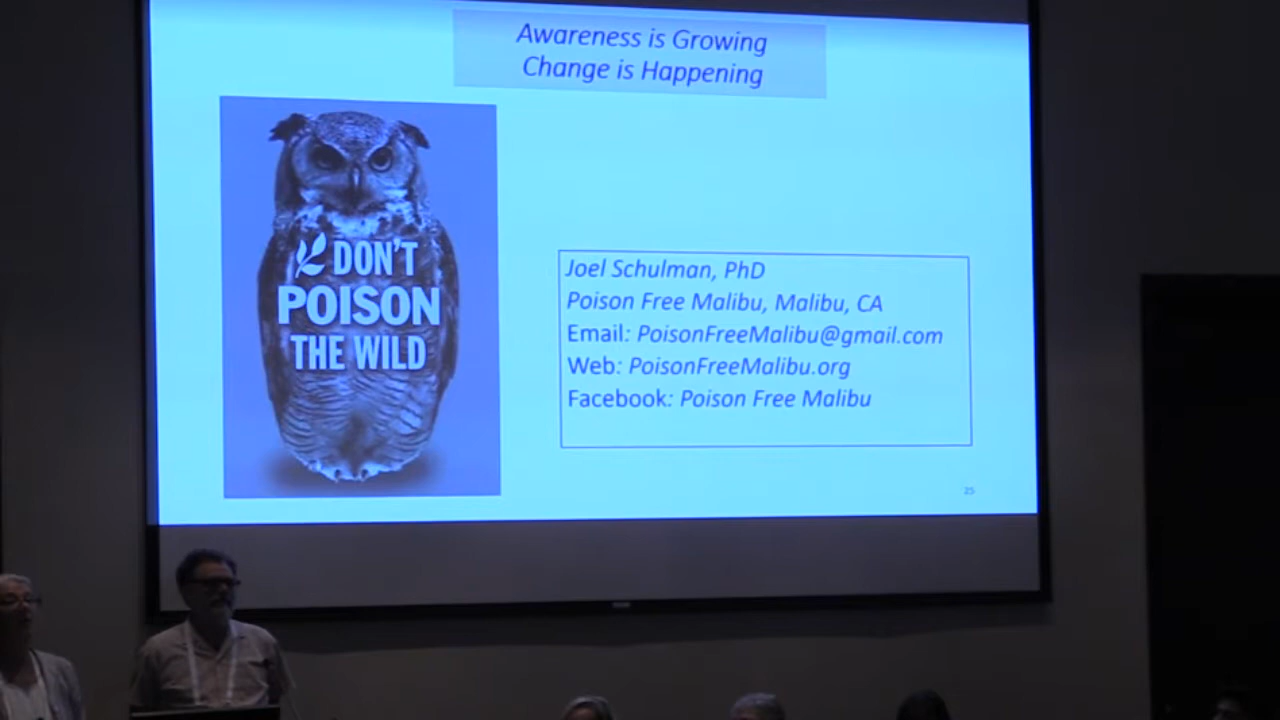 Awareness is Growing
Change is Happening
DON'T
POISON
THE WILD
Joel Schulman, PhD
Poison Free Malibu, Malibu, CA
Email: PoisonFreeMalibu@gmail.com
Web: PoisonFreeMalibu.org
Facebook: Poison Free Malibu
25